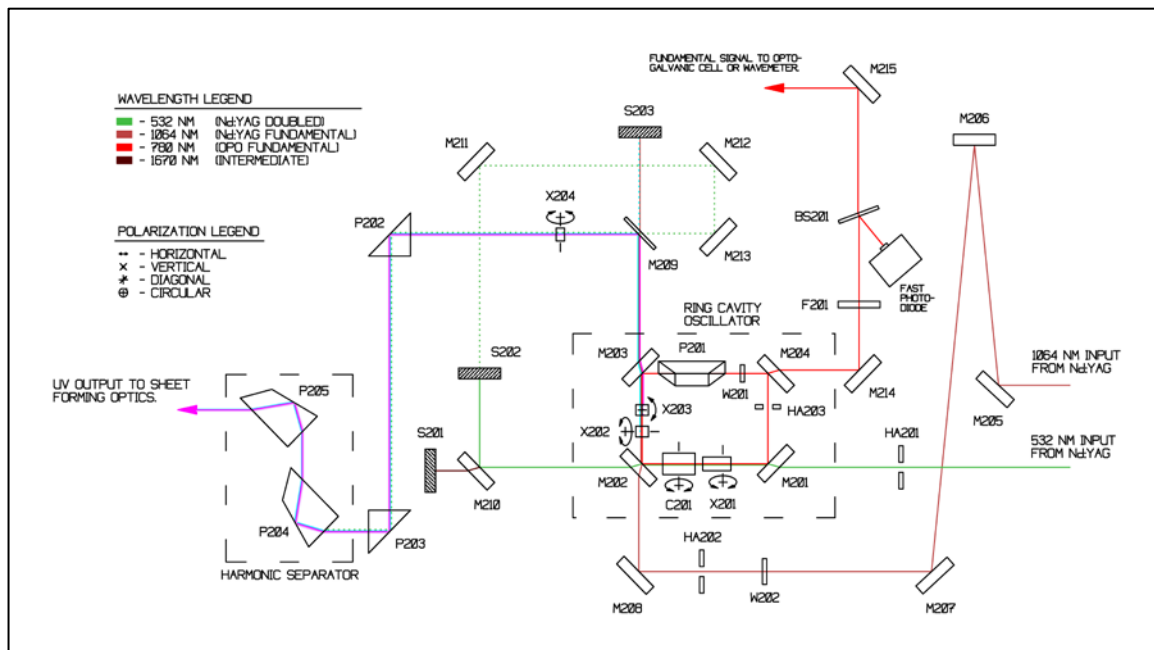 FUNDAMENTAL SIGNAL TO OPTO-
GALVANIC CELL OR WAVEMETER.
M215
WAVELENGTH LEGEND
- 532 NM (Nd:YAG DOUBLED)
- 1064 NM (Nd:YAG FUNDAMENTAL)
- 780 NM (OPO FUNDAMENTAL)
- 1670 NM (INTERMEDIATE)
S203
M206
M211
M212
X204
P202
BS201
POLARIZATION LEGEND
- HORIZONTAL
- VERTICAL
- DIAGONAL
- CIRCULAR
M209
M213
FAST
PHOTO-
DIODE
F201
RING CAVITY
OSCILLATOR
S202
M203
P201
M204
1064 NM INPUT
FROM Nd:YAG
UV OUTPUT TO SHEET
FORMING OPTICS.
P205
W201
M214
M205
X203
HA203
X202
HA201
532 NM INPUT
FROM Nd:YAG
S201
M210
M202
C201
X201
M201
P204
P203
HA202
HARMONIC SEPARATOR
M208
W202
M207